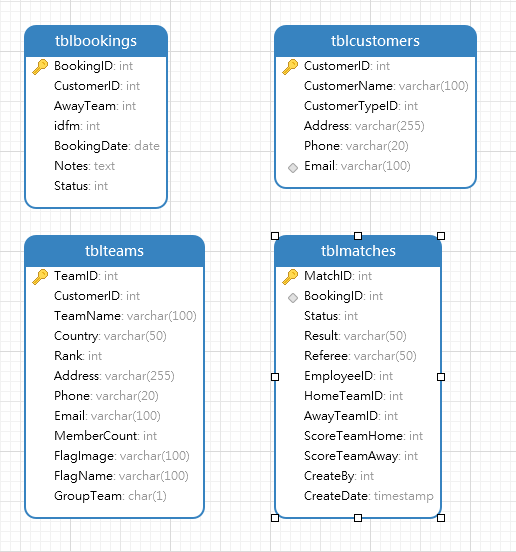 tblbookings
BookingID: int
CustomerID: int
AwayTeam: int
idfm: int
BookingDate: date
Notes: text
Status: int
tblcustomers
CustomerID: int
CustomerName: varchar(100)
CustomerTypeID: int
Address: varchar(255)
Phone: varchar(20)
Email: varchar(100)
tblteams
TeamID: int
CustomerID: int
TeamName: varchar(100)
Country: varchar(50)
Rank: int
Address: varchar(255)
Phone: varchar(20)
Email: varchar(100)
MemberCount: int
FlagImage: varchar(100)
FlagName: varchar(100)
GroupTeam: char(1)
tblmatches
MatchID: int
BookingID: int
Status: int
Result: varchar(50)
Referee: varchar(50)
EmployeeID: int
HomeTeamID: int
AwayTeamID: int
ScoreTeamHome: int
ScoreTeamAway: int
CreateBy: int
CreateDate: timestamp